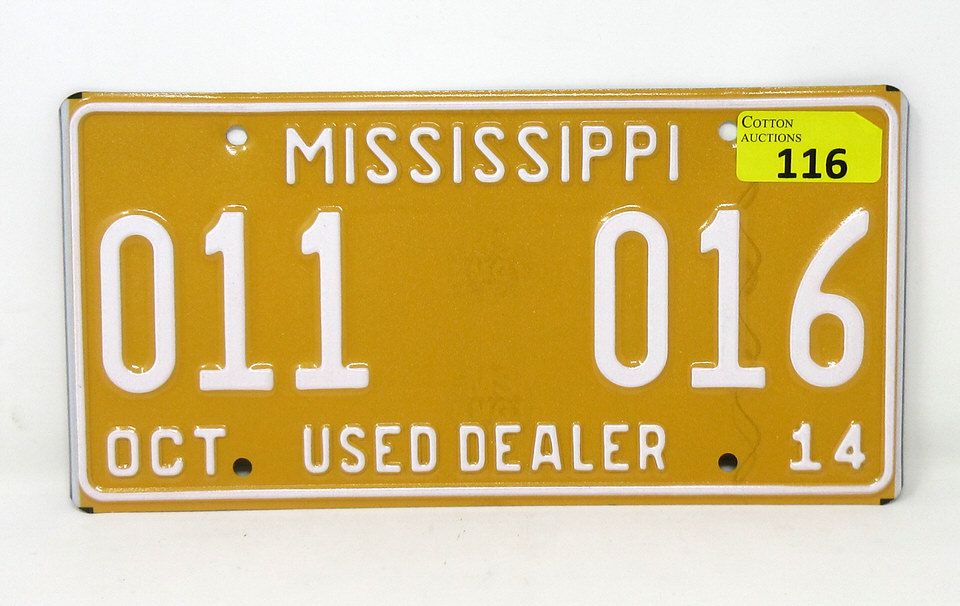 MISSISSIPPI
COTTON
AUCTIONS
116
011 016
OCT USED DEALER 14